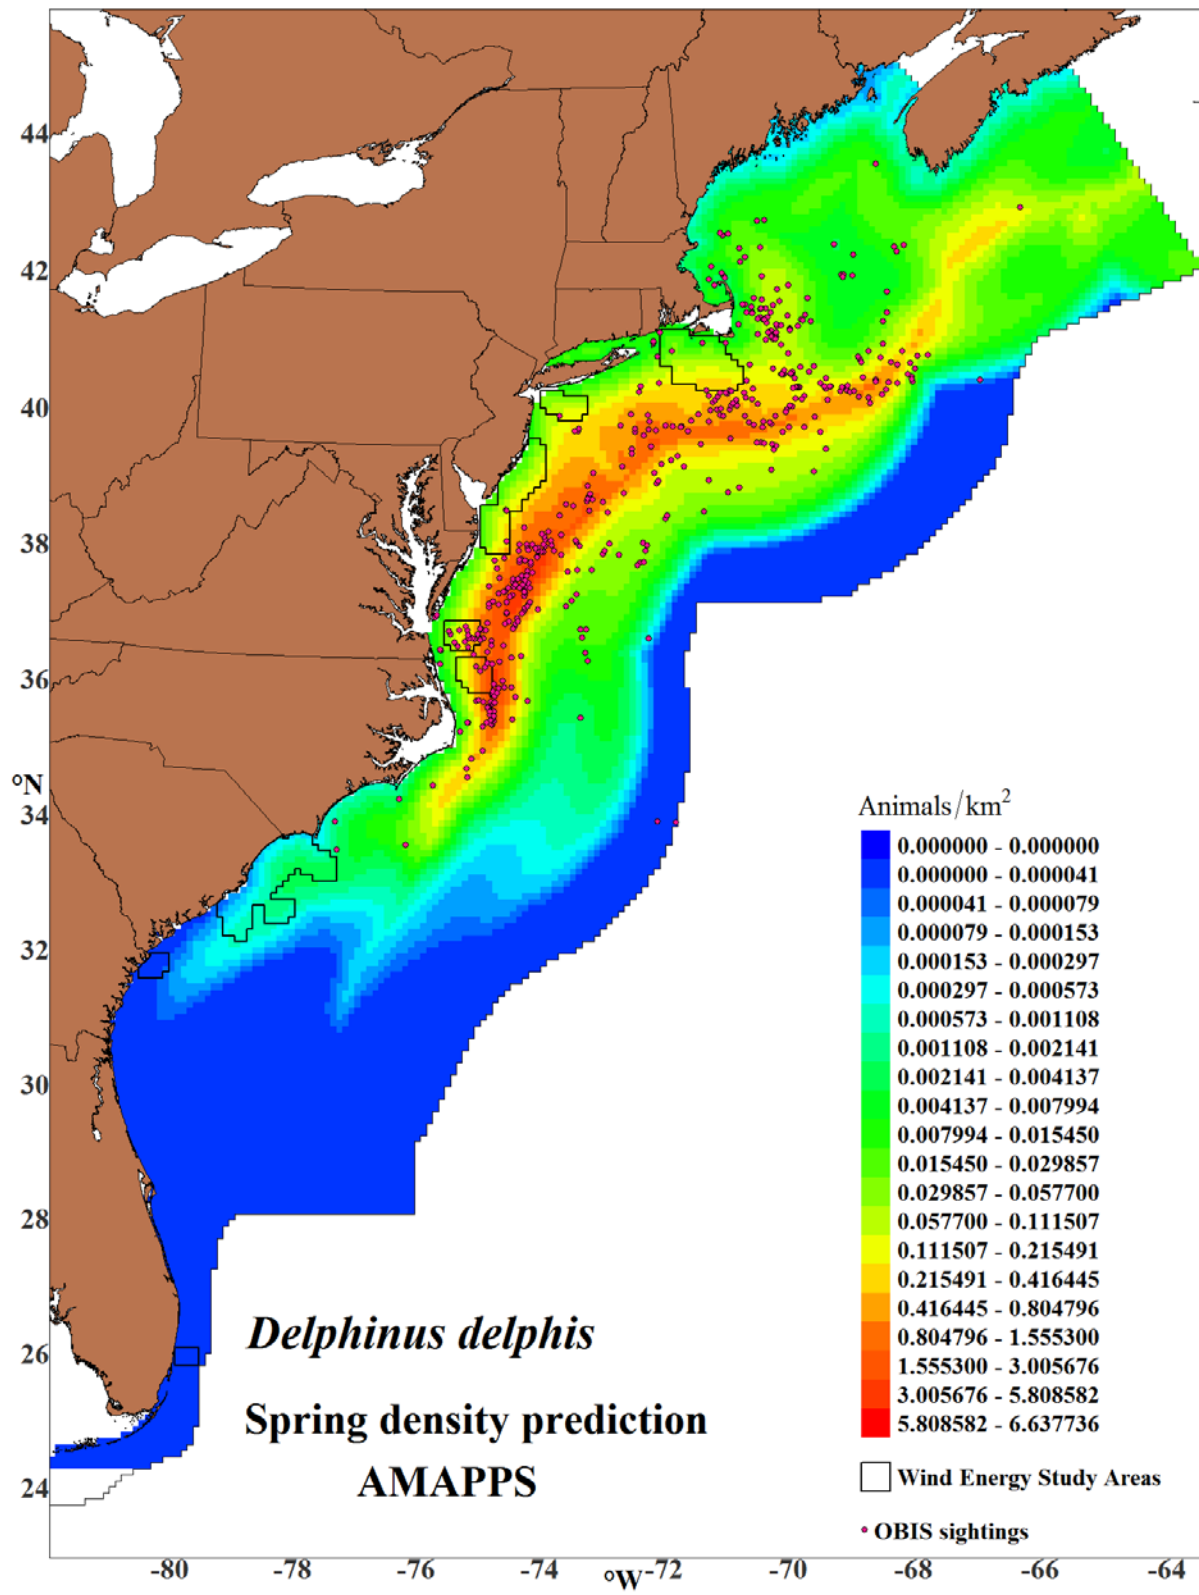 44
42
40
38
36
°N
34
32
30
28
26
24
Animals/km²
0.000000 - 0.000000
0.000000 - 0.000041
0.000041 - 0.000079
0.000079 - 0.000153
0.000153 - 0.000297
0.000297 - 0.000573
0.000573 - 0.001108
0.001108 - 0.002141
0.002141 - 0.004137
0.004137 - 0.007994
0.007994 - 0.015450
0.015450 - 0.029857
0.029857 - 0.057700
0.057700 - 0.111507
0.111507 - 0.215491
0.215491 - 0.416445
0.416445 - 0.804796
0.804796 - 1.555300
1.555300 - 3.005676
3.005676 - 5.808582
5.808582 - 6.637736
Wind Energy Study Areas
OBIS sightings
Delphinus delphis
Spring density prediction
AMAPPS
-80 -78 -76 -74 °W -72 -70 -68 -66 -64